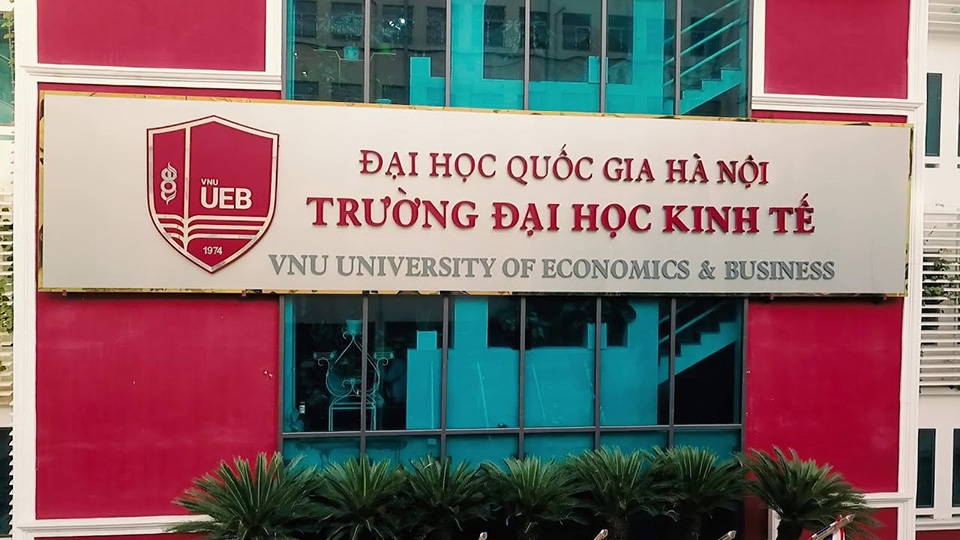 VNU
UEB
1974
ĐẠI HỌC QUỐC GIA HÀ NỘI
TRƯỜNG ĐẠI HỌC KINH TẾ
VNU UNIVERSITY OF ECONOMICS & BUSINESS